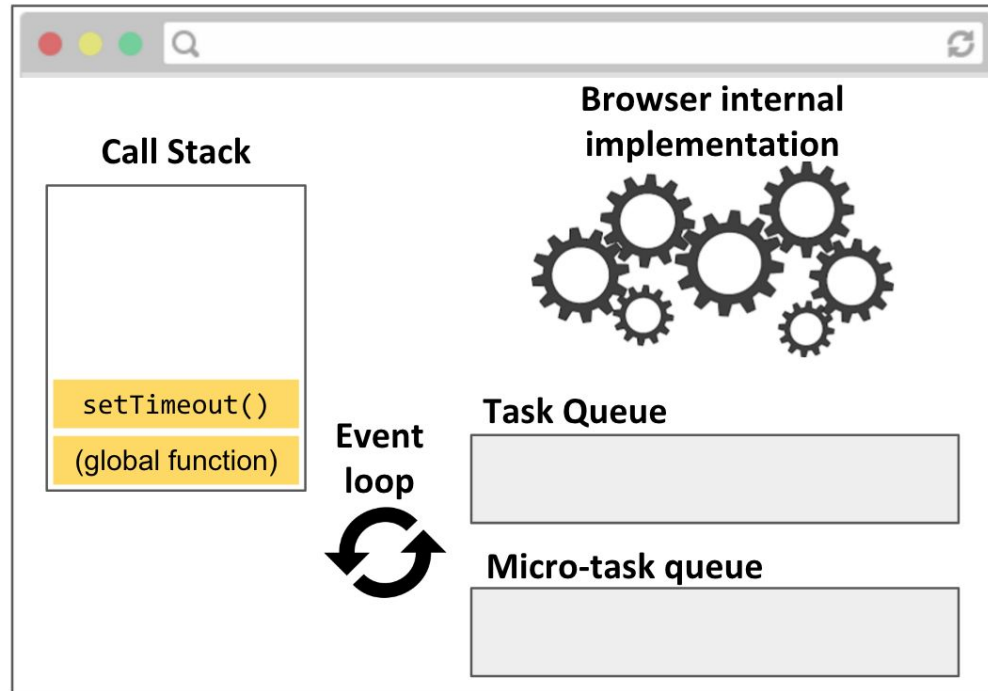 Browser internal
implementation
Call Stack
setTimeout()
(global function)
Event
loop
Task Queue
Micro-task queue